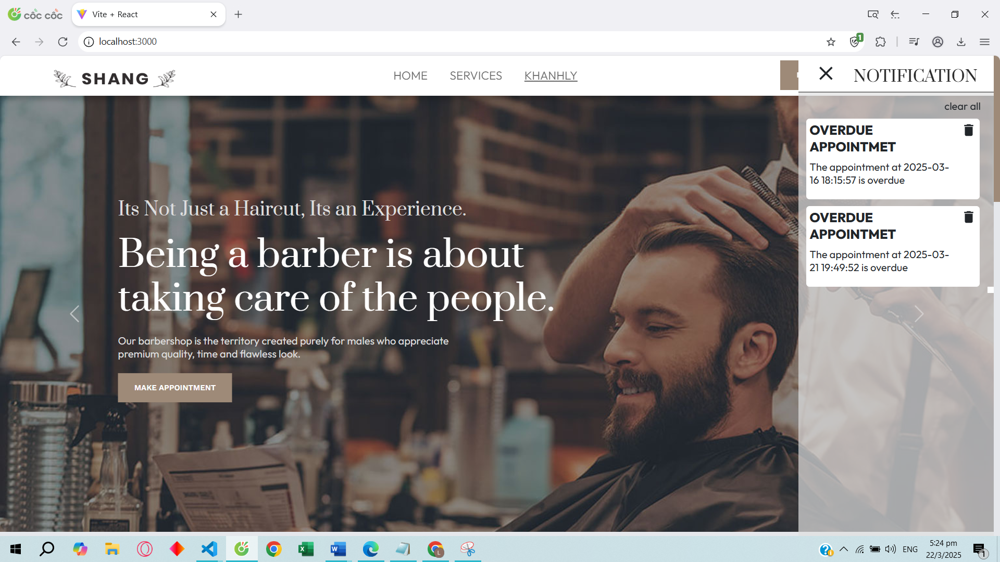 cốc cốc
Vite + React
localhost:3000
1
SHANG
HOME
SERVICES
KHANHLY
NOTIFICATION
clear all
OVERDUE
APPOINTMET
The appointment at 2025-03-
16 18:15:57 is overdue
OVERDUE
APPOINTMET
The appointment at 2025-03-
21 19:49:52 is overdue
Its Not Just a Haircut, Its an Experience.
Being a barber is about
taking care of the people.
Our barbershop is the territory created purely for males who appreciate
premium quality, time and flawless look.
MAKE APPOINTMENT
L
ENG
5:24 pm
22/3/2025
1